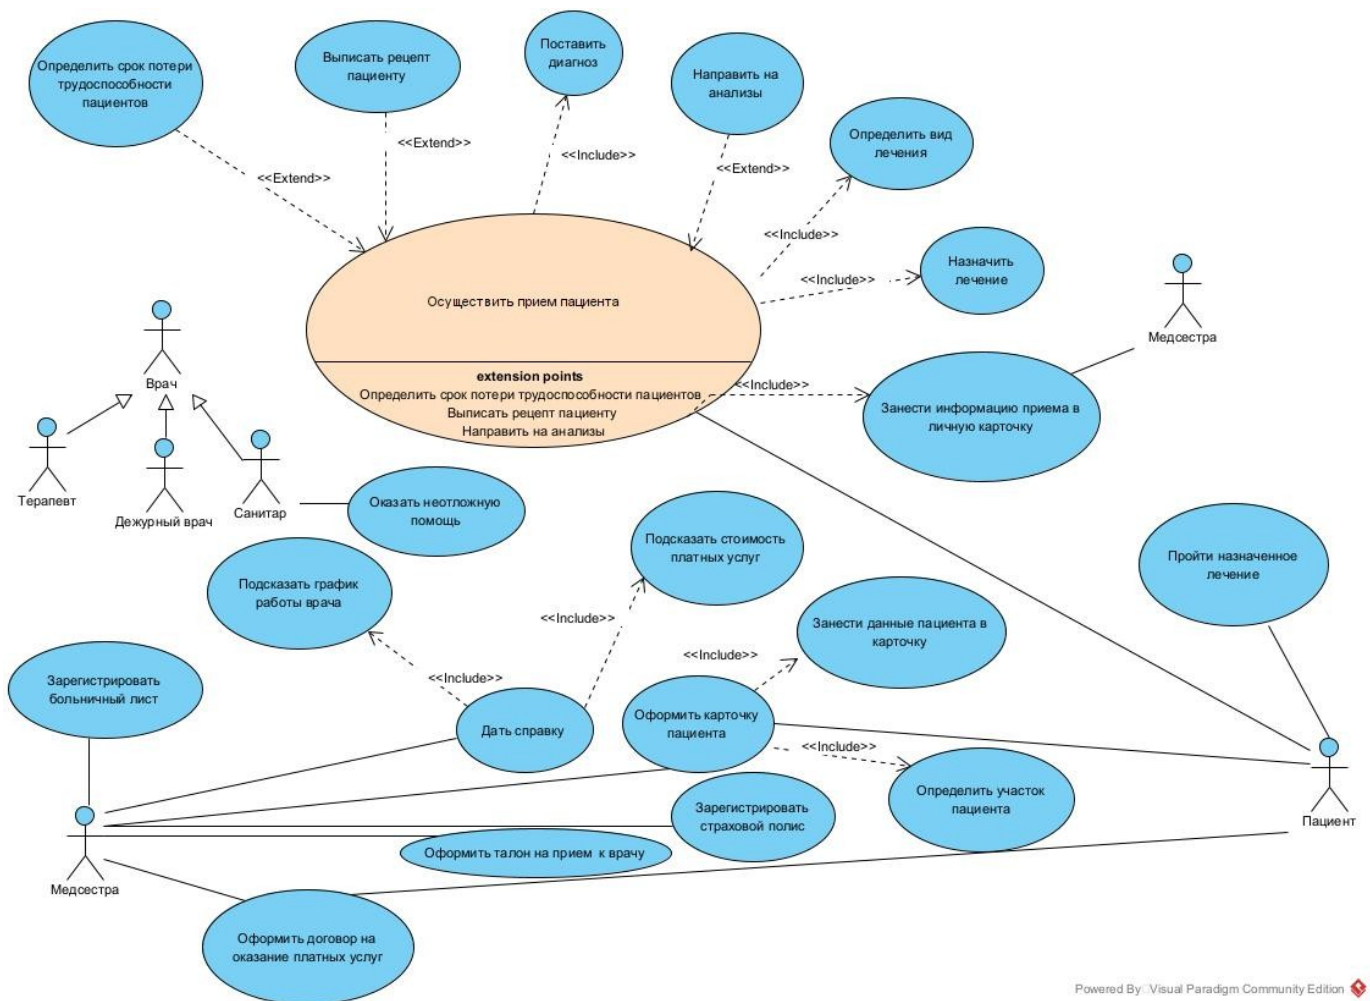 Определить срок потери
трудоспособности
пациентов
Выписать рецепт
пациенту
Поставить
диагноз
Направить на
анализы
Определить вид
лечения
<<Extend>>
<<Extend>>
<<Include>>
<<Extend>>
<<Include>>
Назначить
лечение
<<Include>>
Осуществить прием пациента
extension points
Определить срок потери трудоспособности пациентов
Выписать рецепт пациенту
Направить на анализы
<<Include>>
Занести информацию приема в
личную карточку
Медсестра
Врач
Терапевт
Дежурный врач
Санитар
Оказать неотложную
помощь
Подсказать стоимость
платных услуг
Пройти назначенное
лечение
Подсказать график
работы врача
<<Include>>
Занести данные пациента в
карточку
<<Include>>
Зарегистрировать
больничный лист
<<Include>>
Дать справку
Оформить карточку
пациента
<<Include>>
Определить участок
пациента
Пациент
Зарегистрировать
страховой полис
Оформить талон на прием к врачу
Медсестра
Оформить договор на
оказание платных услуг
Powered By Visual Paradigm Community Edition